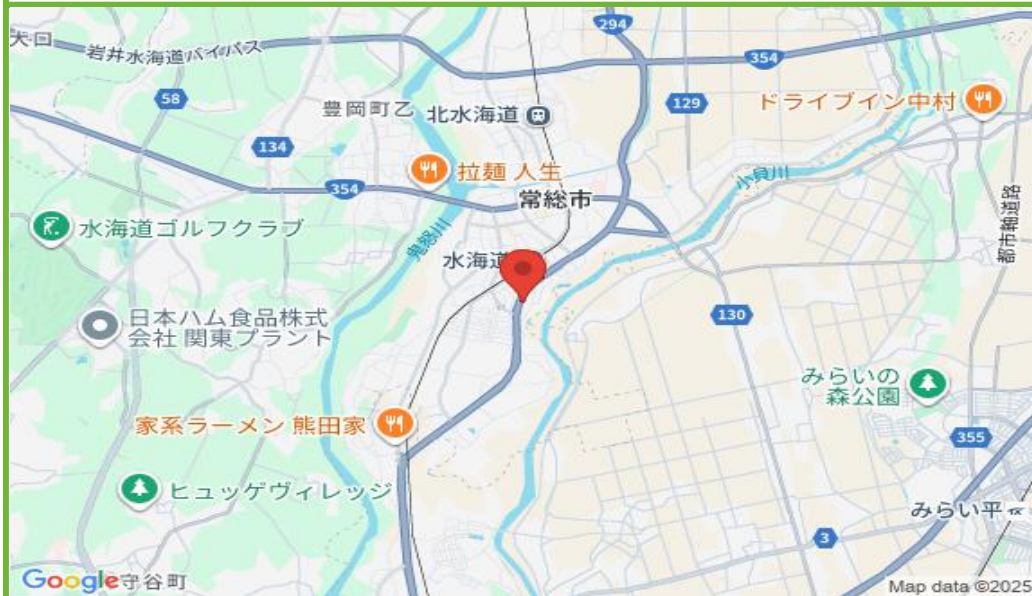 大口
岩井水海道バイパス
294
354
58
129
ドライブイン中村
豊岡町乙
北水海道
134
拉麺 人生
354
小貝川
常総市
都市軸道路
水海道ゴルフクラブ
鬼怒川
水海道
日本ハム食品株式
会社 関東プラント
130
みらいの
森公園
家系ラーメン 熊田家
355
ヒュッゲヴィレッジ
みらい平
3
Google
守谷町
Map data ©2025